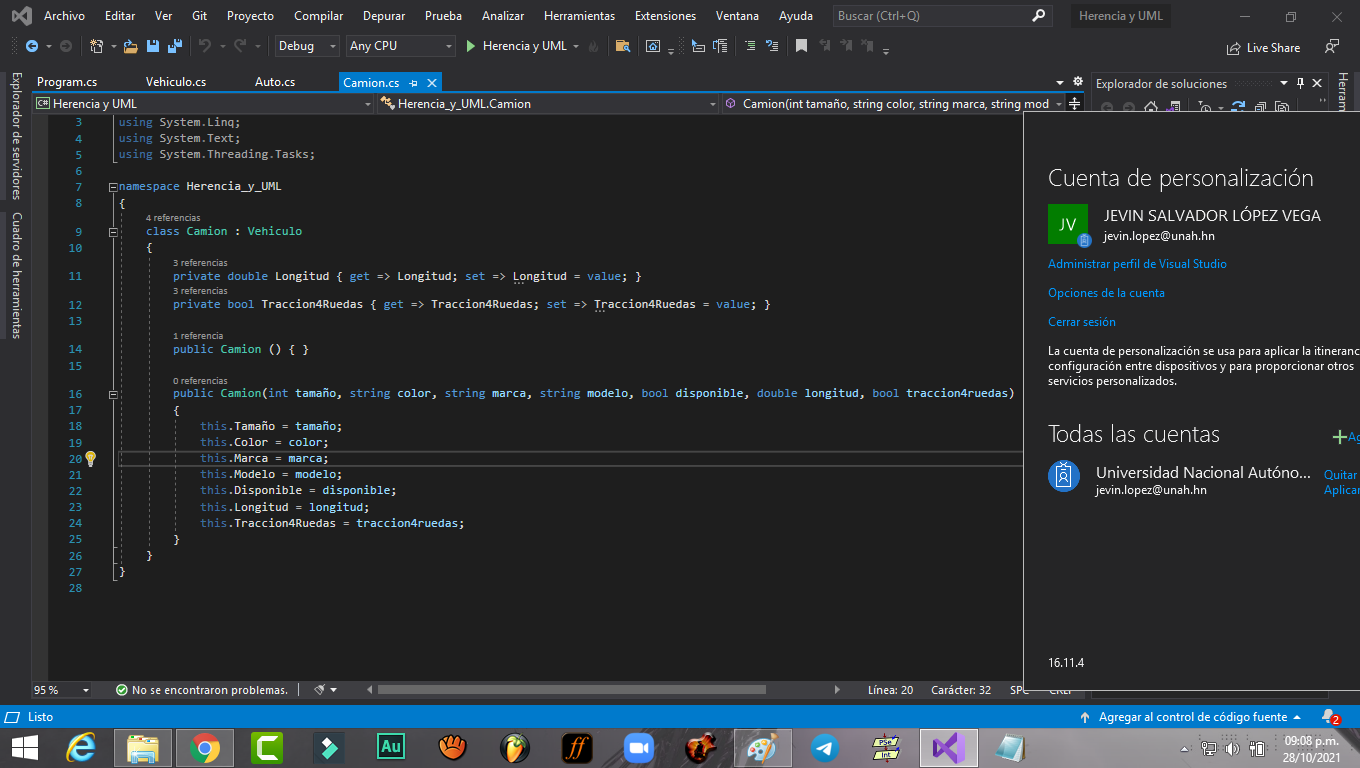 Archivo Editar Ver Git Proyecto Compilar Depurar Prueba Analizar Herramientas Extensiones Ventana Ayuda Buscar (Ctrl+Q) Herencia y UML
Debug Any CPU Herencia y UML Live Share
Program.cs Vehiculo.cs Auto.cs Camion.cs
Explorador de soluciones
Explorador de servidores
Cuadro de herramientas
C# Herencia y UML Herencia_y_UML.Camion Camion(int tamaño, string color, string marca, string mod
3 using System.Linq;
4 using System.Text;
5 using System.Threading.Tasks;
6
7 namespace Herencia_y_UML
8 {
4 referencias
9 class Camion : Vehiculo
10 {
3 referencias
11 private double Longitud { get => Longitud; set => Longitud = value; }
3 referencias
12 private bool Traccion4Ruedas { get => Traccion4Ruedas; set => Traccion4Ruedas = value; }
13
1 referencia
14 public Camion () { }
15
0 referencias
16 public Camion(int tamaño, string color, string marca, string modelo, bool disponible, double longitud, bool traccion4ruedas)
17 {
18 this.Tamaño = tamaño;
19 this.Color = color;
20 this.Marca = marca;
21 this.Modelo = modelo;
22 this.Disponible = disponible;
23 this.Longitud = longitud;
24 this.Traccion4Ruedas = traccion4ruedas;
25 }
26 }
27 }
28
Cuenta de personalización
JV
JEVIN SALVADOR LÓPEZ VEGA
jevin.lopez@unah.hn
Administrar perfil de Visual Studio
Opciones de la cuenta
Cerrar sesión
La cuenta de personalización se usa para aplicar la itineranc
configuración entre dispositivos y para proporcionar otros
servicios personalizados.
Todas las cuentas
Universidad Nacional Autóno... Quitar
jevin.lopez@unah.hn Aplicar
16.11.4
95 % No se encontraron problemas. Línea: 20 Carácter: 32
Listo Agregar al control de código fuente 2
Au ff PSe Int
09:08 p.m.
28/10/2021